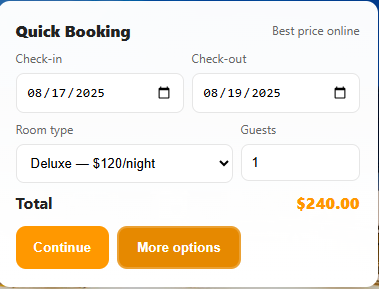 Quick Booking Best price online
Check-in Check-out
08/17/2025 08/19/2025
Room type Guests
Deluxe — $120/night 1
Total $240.00
Continue More options